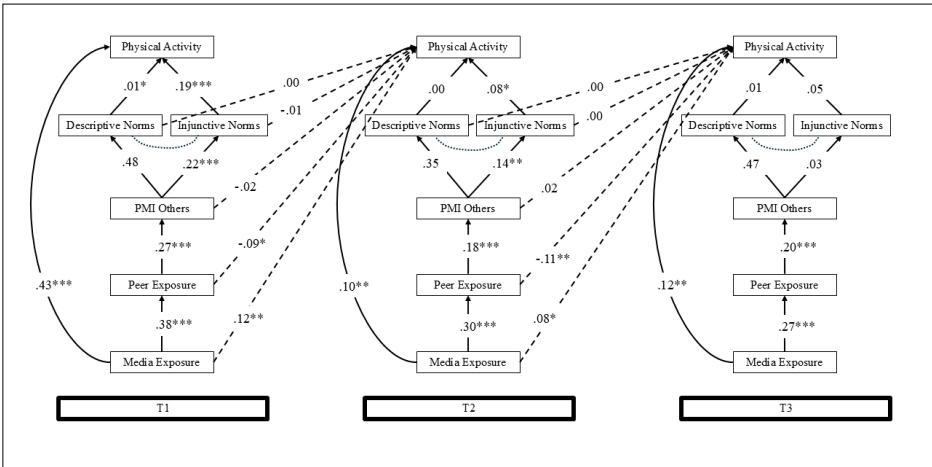 Physical Activity
Physical Activity
Physical Activity
.01*
.19***
.00
.00
.08*
.00
.01
.05
-.01
.00
Descriptive Norms
Injunctive Norms
Descriptive Norms
Injunctive Norms
Descriptive Norms
Injunctive Norms
.48
.22***
.35
.14**
.47
.03
-.02
.02
PMI Others
PMI Others
PMI Others
.27***
-.09*
.18***
-.11**
.20***
.43***
Peer Exposure
.10**
Peer Exposure
.12**
Peer Exposure
.38***
.12**
.30***
.08*
.27***
Media Exposure
Media Exposure
Media Exposure
T1
T2
T3